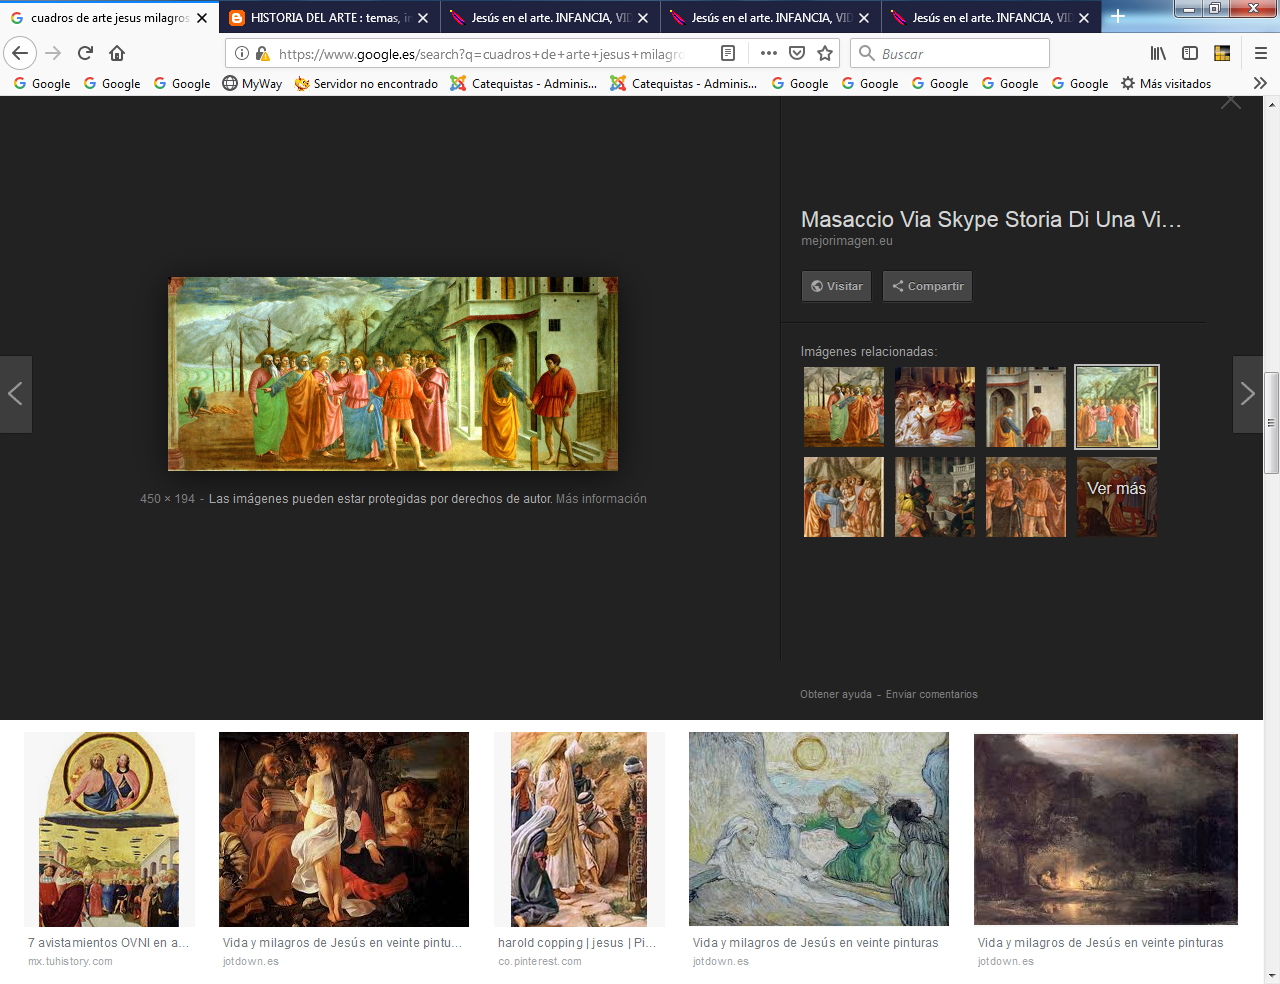 cuadros de arte jesus milagros
HISTORIA DEL ARTE : temas, i
Jesús en el arte. INFANCIA, VID
Jesús en el arte. INFANCIA, VID
Jesús en el arte. INFANCIA, VID
https://www.google.es/search?q=cuadros+de+arte+jesus+milagro
Buscar
Google
Google
Google
MyWay
Servidor no encontrado
Catequistas - Adminis...
Catequistas - Adminis...
Google
Google
Google
Google
Google
Más visitados
Masaccio Via Skype Storia Di Una Vi...
mejorimagen.eu
Visitar
Compartir
Imágenes relacionadas:
Ver más
450 × 194 - Las imágenes pueden estar protegidas por derechos de autor. Más información
Obtener ayuda - Enviar comentarios
7 avistamientos OVNI en a...
mx.tuhistory.com
Vida y milagros de Jesús en veinte pintu...
jotdown.es
harold copping | jesus | Pi...
co.pinterest.com
Vida y milagros de Jesús en veinte pinturas
jotdown.es
Vida y milagros de Jesús en veinte pinturas
jotdown.es